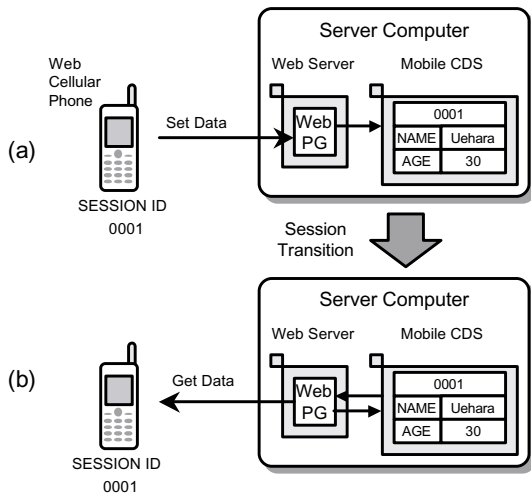 Server Computer
Web Server
Mobile CDS
Web
Cellular
Phone
(a)
Set Data
Web
PG
0001
NAME Uehara
AGE 30
SESSION ID
0001
Session
Transition
Server Computer
Web Server
Mobile CDS
(b)
Get Data
Web
PG
0001
NAME Uehara
AGE 30
SESSION ID
0001